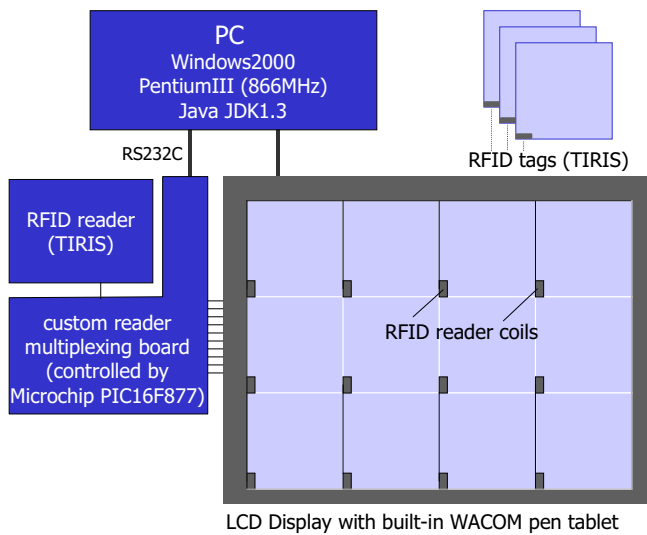 PC
Windows2000
PentiumIII (866MHz)
Java JDK1.3
RS232C
RFID tags (TIRIS)
RFID reader
(TIRIS)
custom reader
multiplexing board
(controlled by
Microchip PIC16F877)
RFID reader coils
LCD Display with built-in WACOM pen tablet